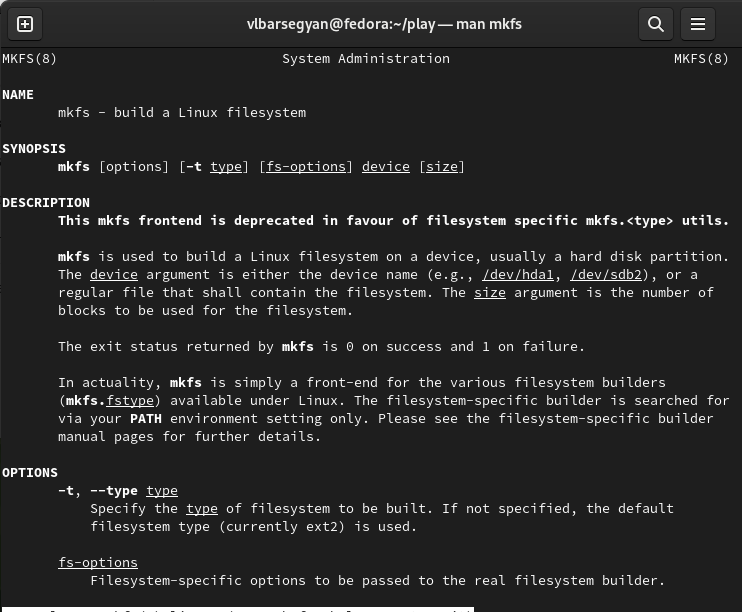 vlbarsegyan@fedora:~/play — man mkfs
MKFS(8) System Administration MKFS(8)
NAME
mkfs - build a Linux filesystem
SYNOPSIS
mkfs [options] [-t type] [fs-options] device [size]
DESCRIPTION
This mkfs frontend is deprecated in favour of filesystem specific mkfs.<type> utils.
mkfs is used to build a Linux filesystem on a device, usually a hard disk partition.
The device argument is either the device name (e.g., /dev/hda1, /dev/sdb2), or a
regular file that shall contain the filesystem. The size argument is the number of
blocks to be used for the filesystem.
The exit status returned by mkfs is 0 on success and 1 on failure.
In actuality, mkfs is simply a front-end for the various filesystem builders
(mkfs.fstype) available under Linux. The filesystem-specific builder is searched for
via your PATH environment setting only. Please see the filesystem-specific builder
manual pages for further details.
OPTIONS
-t, --type type
Specify the type of filesystem to be built. If not specified, the default
filesystem type (currently ext2) is used.
fs-options
Filesystem-specific options to be passed to the real filesystem builder.